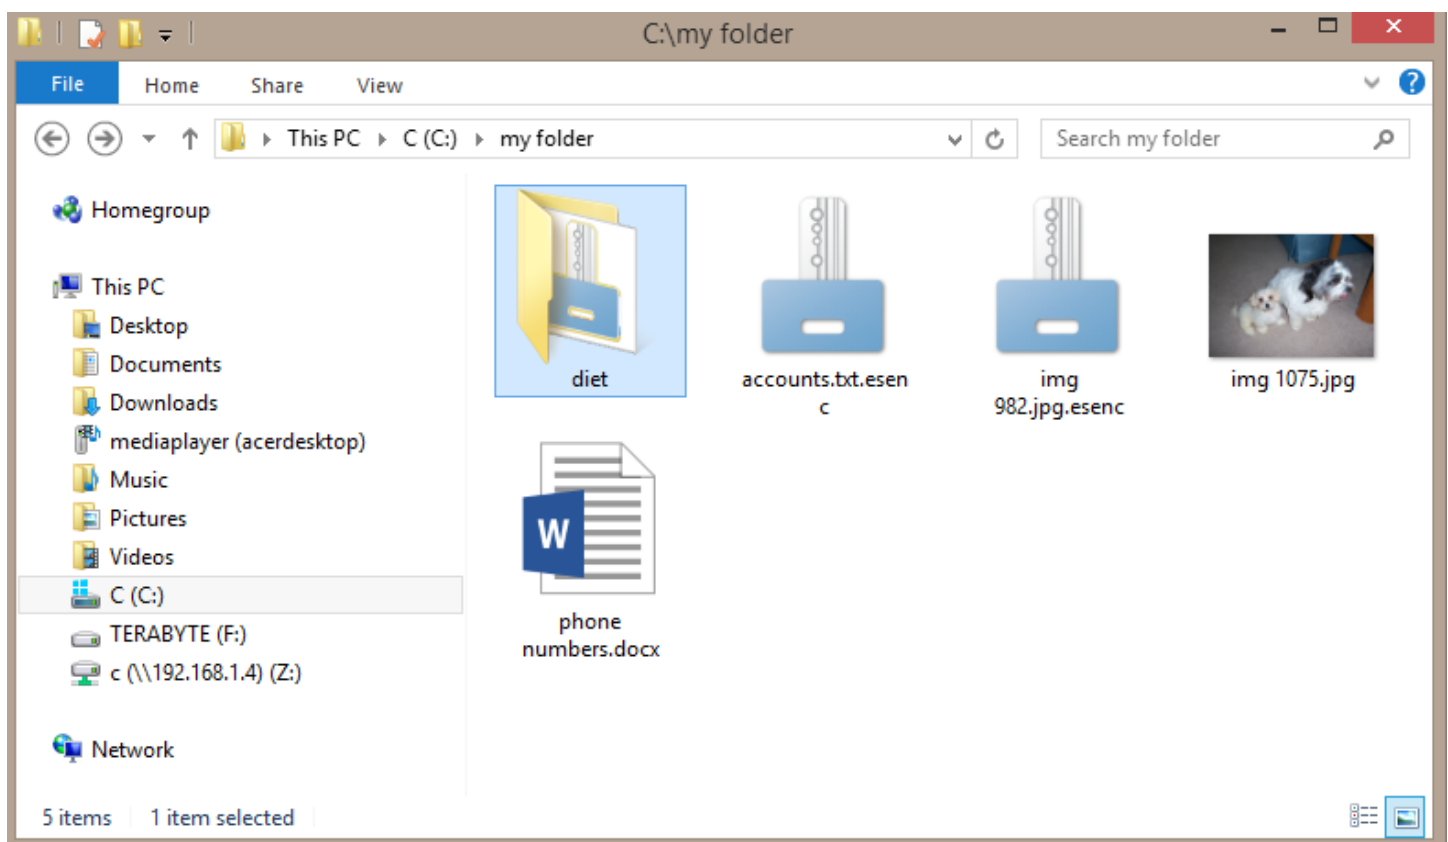 C:\my folder
File Home Share View
This PC C (C:) my folder
Search my folder
Homegroup
This PC
Desktop
Documents
Downloads
mediaplayer (acerdesktop)
Music
Pictures
Videos
C (C:)
TERABYTE (F:)
c (\\192.168.1.4) (Z:)
Network
diet
accounts.txt.esen
c
img
982.jpg.esenc
img 1075.jpg
W
phone
numbers.docx
5 items 1 item selected